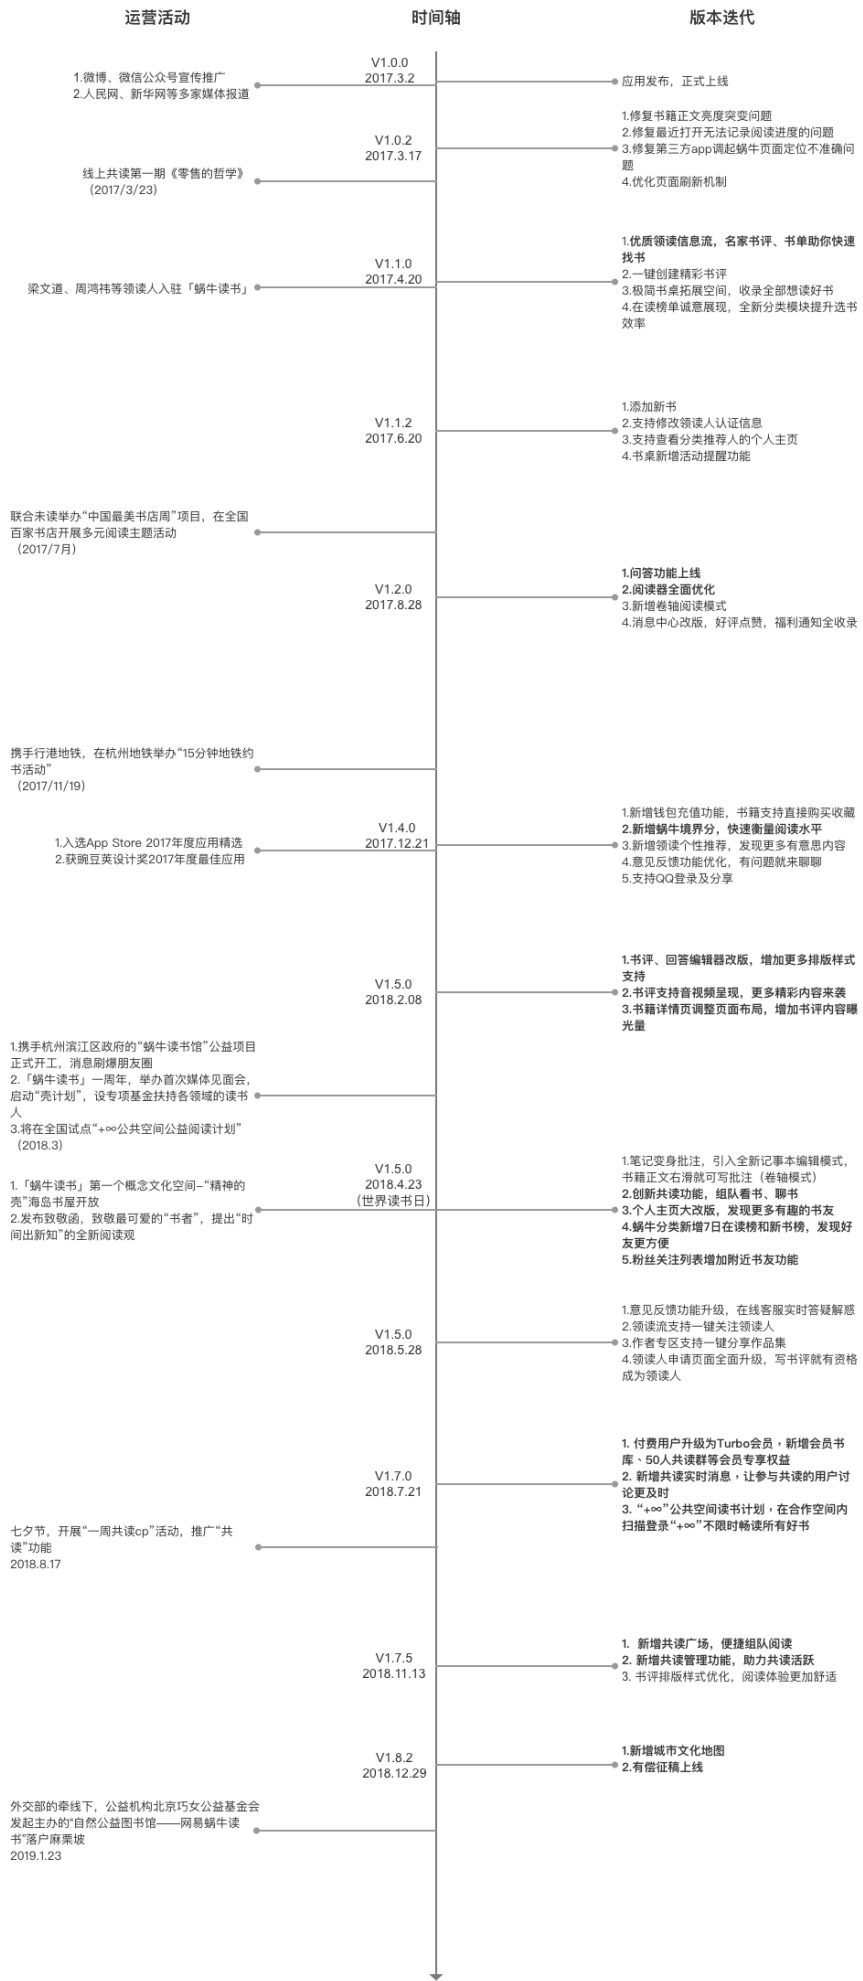 运营活动
时间轴
版本迭代
V1.0.0
2017.3.2
1.微博、微信公众号宣传推广
2.人民网、新华网等多家媒体报道
应用发布，正式上线
V1.0.2
2017.3.17
1.修复书籍正文亮度突变问题
2.修复最近打开无法记录阅读进度的问题
3.修复第三方app调起蜗牛页面定位不准确问
题
4.优化页面刷新机制
线上共读第一期《零售的哲学》
（2017/3/23）
V1.1.0
2017.4.20
梁文道、周鸿祎等领读人入驻「蜗牛读书」
1.优质领读信息流，名家书评、书单助你快速
找书
2.一键创建精彩书评
3.极简书桌拓展空间，收录全部想读好书
4.在读榜单诚意展现，全新分类模块提升选书
效率
V1.1.2
2017.6.20
1.添加新书
2.支持修改领读人认证信息
3.支持查看分类推荐人的个人主页
4.书桌新增活动提醒功能
联合未读举办“中国最美书店周”项目，在全国
百家书店开展多元阅读主题活动
（2017/7月）
V1.2.0
2017.8.28
1.问答功能上线
2.阅读器全面优化
3.新增卷轴阅读模式
4.消息中心改版，好评点赞，福利通知全收录
携手行港地铁，在杭州地铁举办“15分钟地铁约
书活动”
（2017/11/19）
V1.4.0
2017.12.21
1.入选App Store 2017年度应用精选
2.获豌豆荚设计奖2017年度最佳应用
1.新增钱包充值功能，书籍支持直接购买收藏
2.新增蜗牛境界分，快速衡量阅读水平
3.新增领读个性推荐，发现更多有意思内容
4.意见反馈功能优化，有问题就来聊聊
5.支持QQ登录及分享
V1.5.0
2018.2.08
1.书评、回答编辑器改版，增加更多排版样式
支持
2.书评支持音视频呈现，更多精彩内容来袭
3.书籍详情页调整页面布局，增加书评内容曝
光量
1.携手杭州滨江区政府的“蜗牛读书馆”公益项目
正式开工，消息刷爆朋友圈
2.「蜗牛读书」一周年，举办首次媒体见面会，
启动“壳计划”，设专项基金扶持各领域的读书
人
3.将在全国试点“+∞公共空间公益阅读计划”
（2018.3）
V1.5.0
2018.4.23
（世界读书日）
1.「蜗牛读书」第一个概念文化空间-“精神的
壳”海岛书屋开放
2.发布致敬函，致敬最可爱的“书者”，提出“时
间出新知”的全新阅读观
1.笔记变身批注，引入全新记事本编辑模式，
书籍正文右滑就可写批注（卷轴模式）
2.创新共读功能，组队看书、聊书
3.个人主页大改版，发现更多有趣的书友
4.蜗牛分类新增7日在读榜和新书榜，发现好
友更方便
5.粉丝关注列表增加附近书友功能
V1.5.0
2018.5.28
1.意见反馈功能升级，在线客服实时答疑解惑
2.领读流支持一键关注领读人
3.作者专区支持一键分享作品集
4.领读人申请页面全面升级，写书评就有资格
成为领读人
V1.7.0
2018.7.21
1. 付费用户升级为Turbo会员，新增会员书
库、50人共读群等会员专享权益
2. 新增共读实时消息，让参与共读的用户讨
论更及时
3. “+∞”公共空间读书计划，在合作空间内
扫描登录“+∞”不限时畅读所有好书
七夕节，开展“一周共读cp”活动，推广“共
读”功能
2018.8.17
V1.7.5
2018.11.13
1. 新增共读广场，便捷组队阅读
2. 新增共读管理功能，助力共读活跃
3. 书评排版样式优化，阅读体验更加舒适
V1.8.2
2018.12.29
1.新增城市文化地图
2.有偿征稿上线
外交部的牵线下，公益机构北京巧女公益基金会
发起主办的“自然公益图书馆——网易蜗牛读
书”落户麻栗坡
2019.1.23